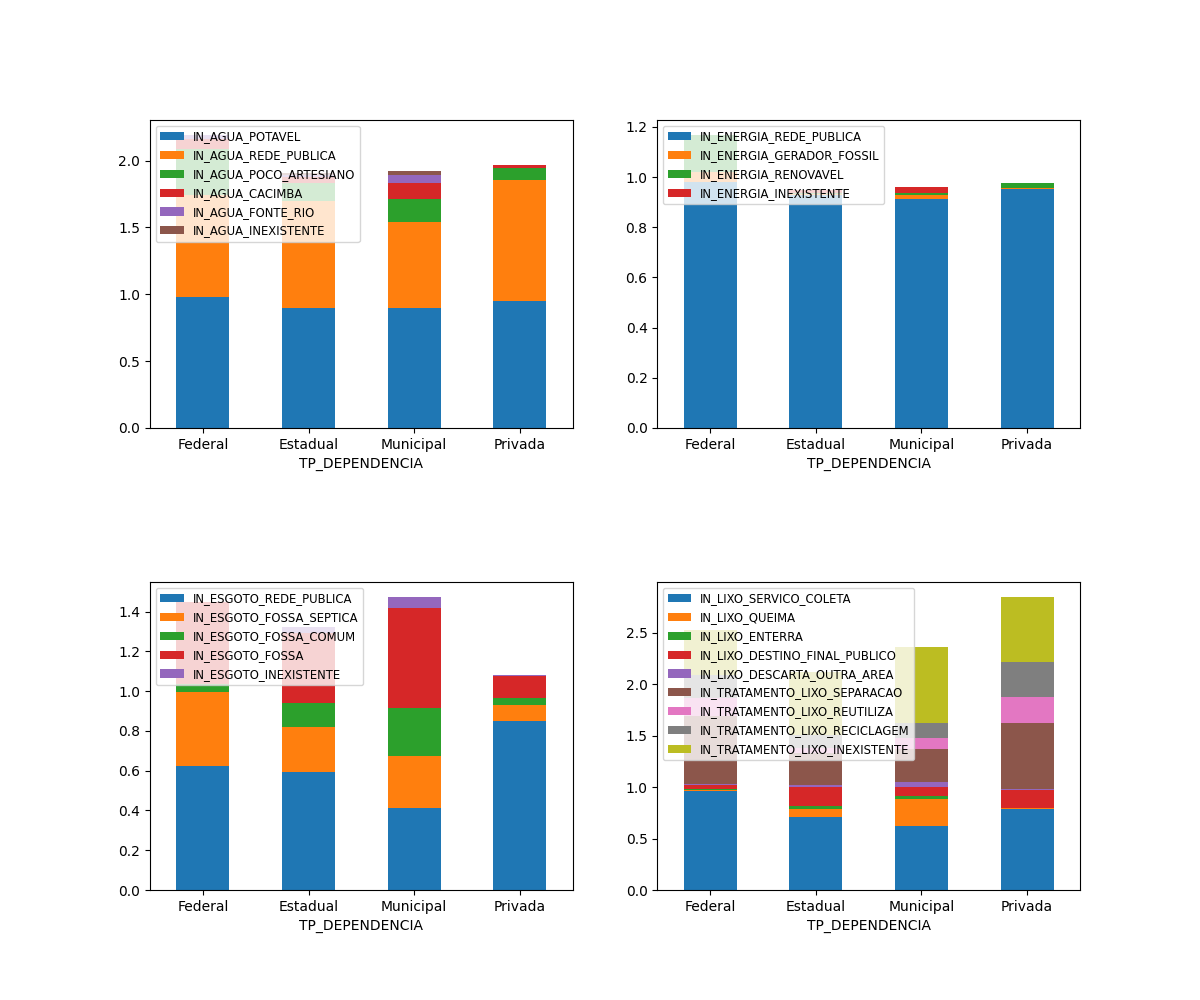 2.0
1.5
1.0
0.5
0.0
IN_AGUA_POTAVEL
IN_AGUA_REDE_PUBLICA
IN_AGUA_POCO_ARTESIANO
IN_AGUA_CACIMBA
IN_AGUA_FONTE_RIO
IN_AGUA_INEXISTENTE
Federal Estadual Municipal Privada
TP_DEPENDENCIA
1.2
1.0
0.8
0.6
0.4
0.2
0.0
IN_ENERGIA_REDE_PUBLICA
IN_ENERGIA_GERADOR_FOSSIL
IN_ENERGIA_RENOVAVEL
IN_ENERGIA_INEXISTENTE
Federal Estadual Municipal Privada
TP_DEPENDENCIA
1.4
1.2
1.0
0.8
0.6
0.4
0.2
0.0
IN_ESGOTO_REDE_PUBLICA
IN_ESGOTO_FOSSA_SEPTICA
IN_ESGOTO_FOSSA_COMUM
IN_ESGOTO_FOSSA
IN_ESGOTO_INEXISTENTE
Federal Estadual Municipal Privada
TP_DEPENDENCIA
2.5
2.0
1.5
1.0
0.5
0.0
IN_LIXO_SERVICO_COLETA
IN_LIXO_QUEIMA
IN_LIXO_ENTERRA
IN_LIXO_DESTINO_FINAL_PUBLICO
IN_LIXO_DESCARTA_OUTRA_AREA
IN_TRATAMENTO_LIXO_SEPARACAO
IN_TRATAMENTO_LIXO_REUTILIZA
IN_TRATAMENTO_LIXO_RECICLAGEM
IN_TRATAMENTO_LIXO_INEXISTENTE
Federal Estadual Municipal Privada
TP_DEPENDENCIA